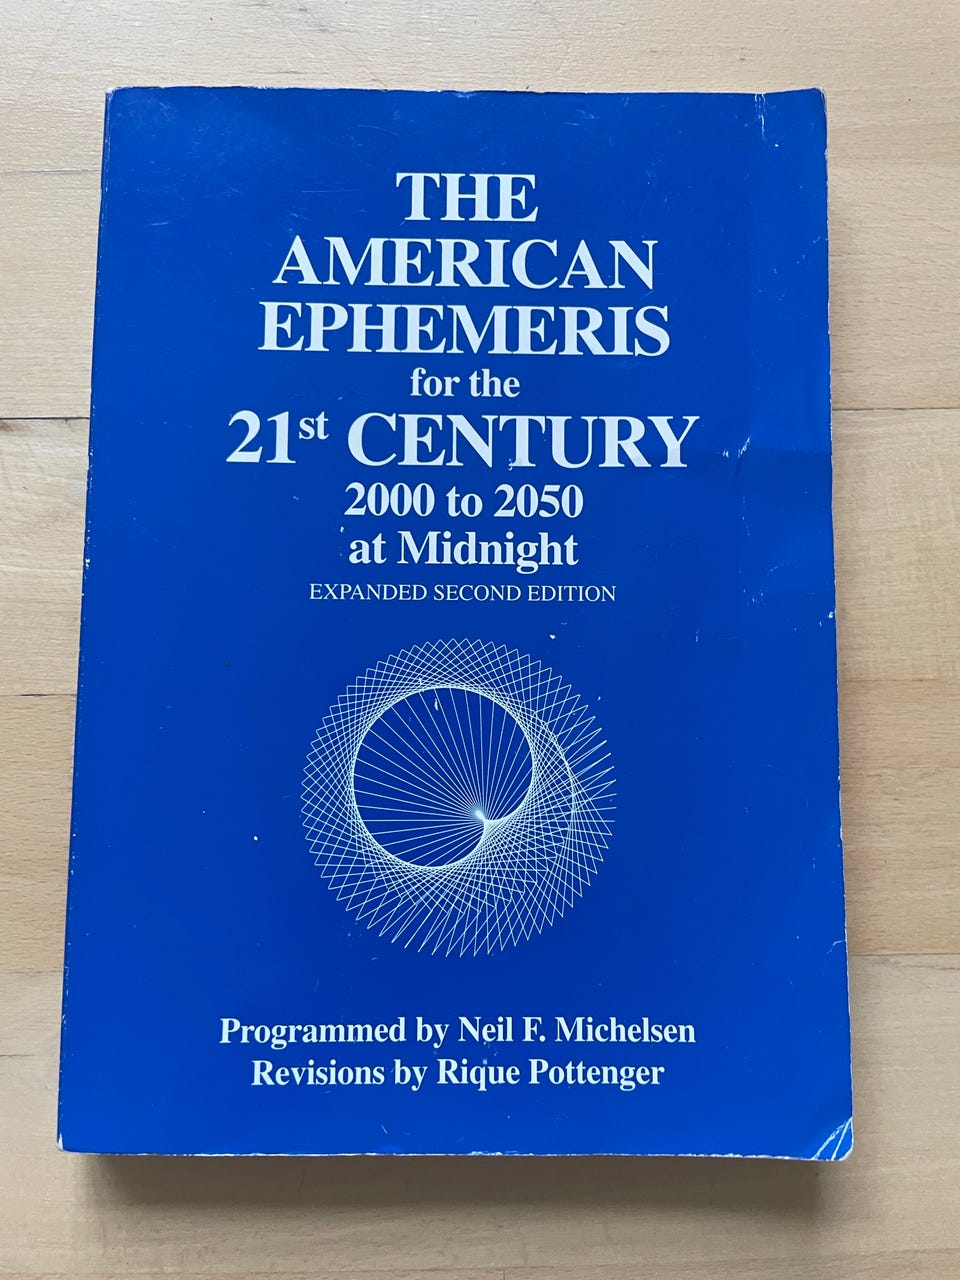 THE
AMERICAN
EPHEMERIS
for the
21st CENTURY
2000 to 2050
at Midnight
EXPANDED SECOND EDITION
Programmed by Neil F. Michelsen
Revisions by Rique Pottenger